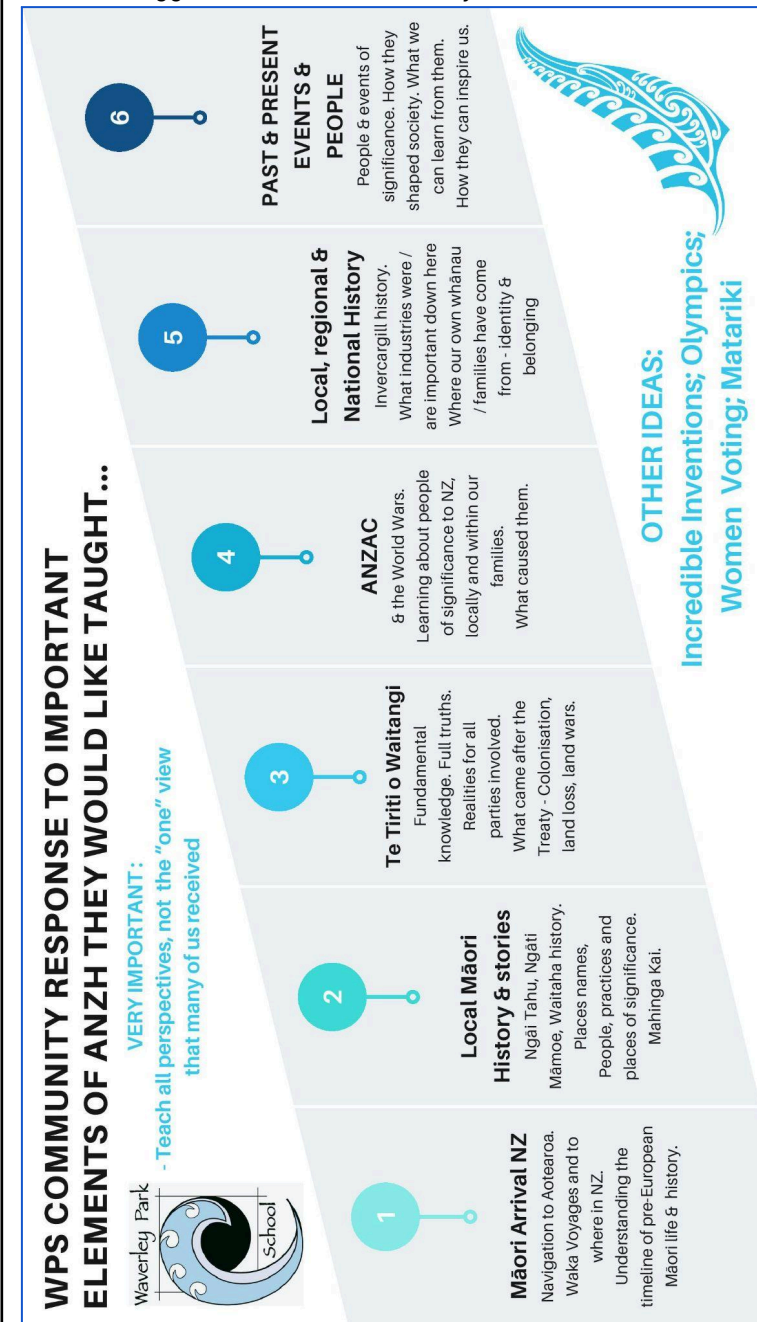 WPS COMMUNITY RESPONSE TO IMPORTANT
ELEMENTS OF ANZH THEY WOULD LIKE TAUGHT...
Waverley Park
School
VERY IMPORTANT:
- Teach all perspectives, not the "one" view
that many of us received
1
Māori Arrival NZ
Navigation to Aotearoa.
Waka Voyages and to
where in NZ.
Understanding the
timeline of pre-European
Māori life & history.
2
Local Māori
History & stories
Ngāi Tahu, Ngāti
Māmoe, Waitaha history.
Places names,
People, practices and
places of significance.
Mahinga Kai.
3
Te Tiriti o Waitangi
Fundamental
knowledge. Full truths.
Realities for all
parties involved.
What came after the
Treaty - Colonisation,
land loss, land wars.
4
ANZAC
& the World Wars.
Learning about people
of significance to NZ,
locally and within our
families.
What caused them.
5
Local, regional &
National History
Invercargill history.
What industries were /
are important down here
Where our own whānau
/ families have come
from - identity &
belonging
6
PAST & PRESENT
EVENTS &
PEOPLE
People & events of
significance. How they
shaped society. What we
can learn from them.
How they can inspire us.
OTHER IDEAS:
Incredible Inventions; Olympics;
Women Voting; Matariki